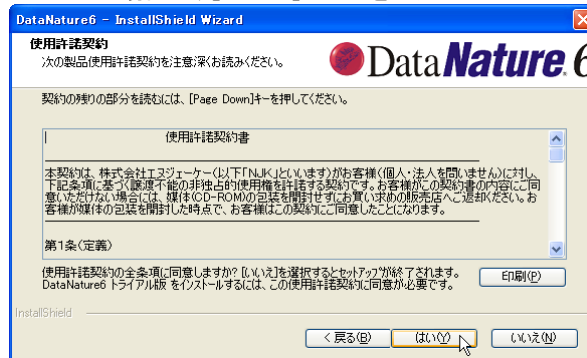 DataNature6 - InstallShield Wizard
使用許諾契約
次の製品使用許諾契約を注意深くお読みください。
DataNature. 6
契約の残りの部分を読むには、[Page Down]キーを押してください。
使用許諾契約書
本契約は、株式会社エヌジェーケー(以下「NJK」といいます)がお客様(個人・法人を問いません)に対し、
下記条項に基づく譲渡不能の非独占的使用権を許諾する契約です。お客様がこの契約書の内容にご同
意いただけない場合には、媒体(CD-ROM)の包装を開封せずにお買い求めの販売店へご返却ください。お
客様が媒体の包装を開封した時点で、お客様はこの契約にご同意したことになります。
第1条(定義)
使用許諾契約の全条項に同意しますか? [いいえ]を選択するとセットアップが終了されます。
DataNature6 トライアル版 をインストールするには、この使用許諾契約に同意が必要です。
印刷(P)
InstallShield
< 戻る(B)
はい(Y)
いいえ(N)